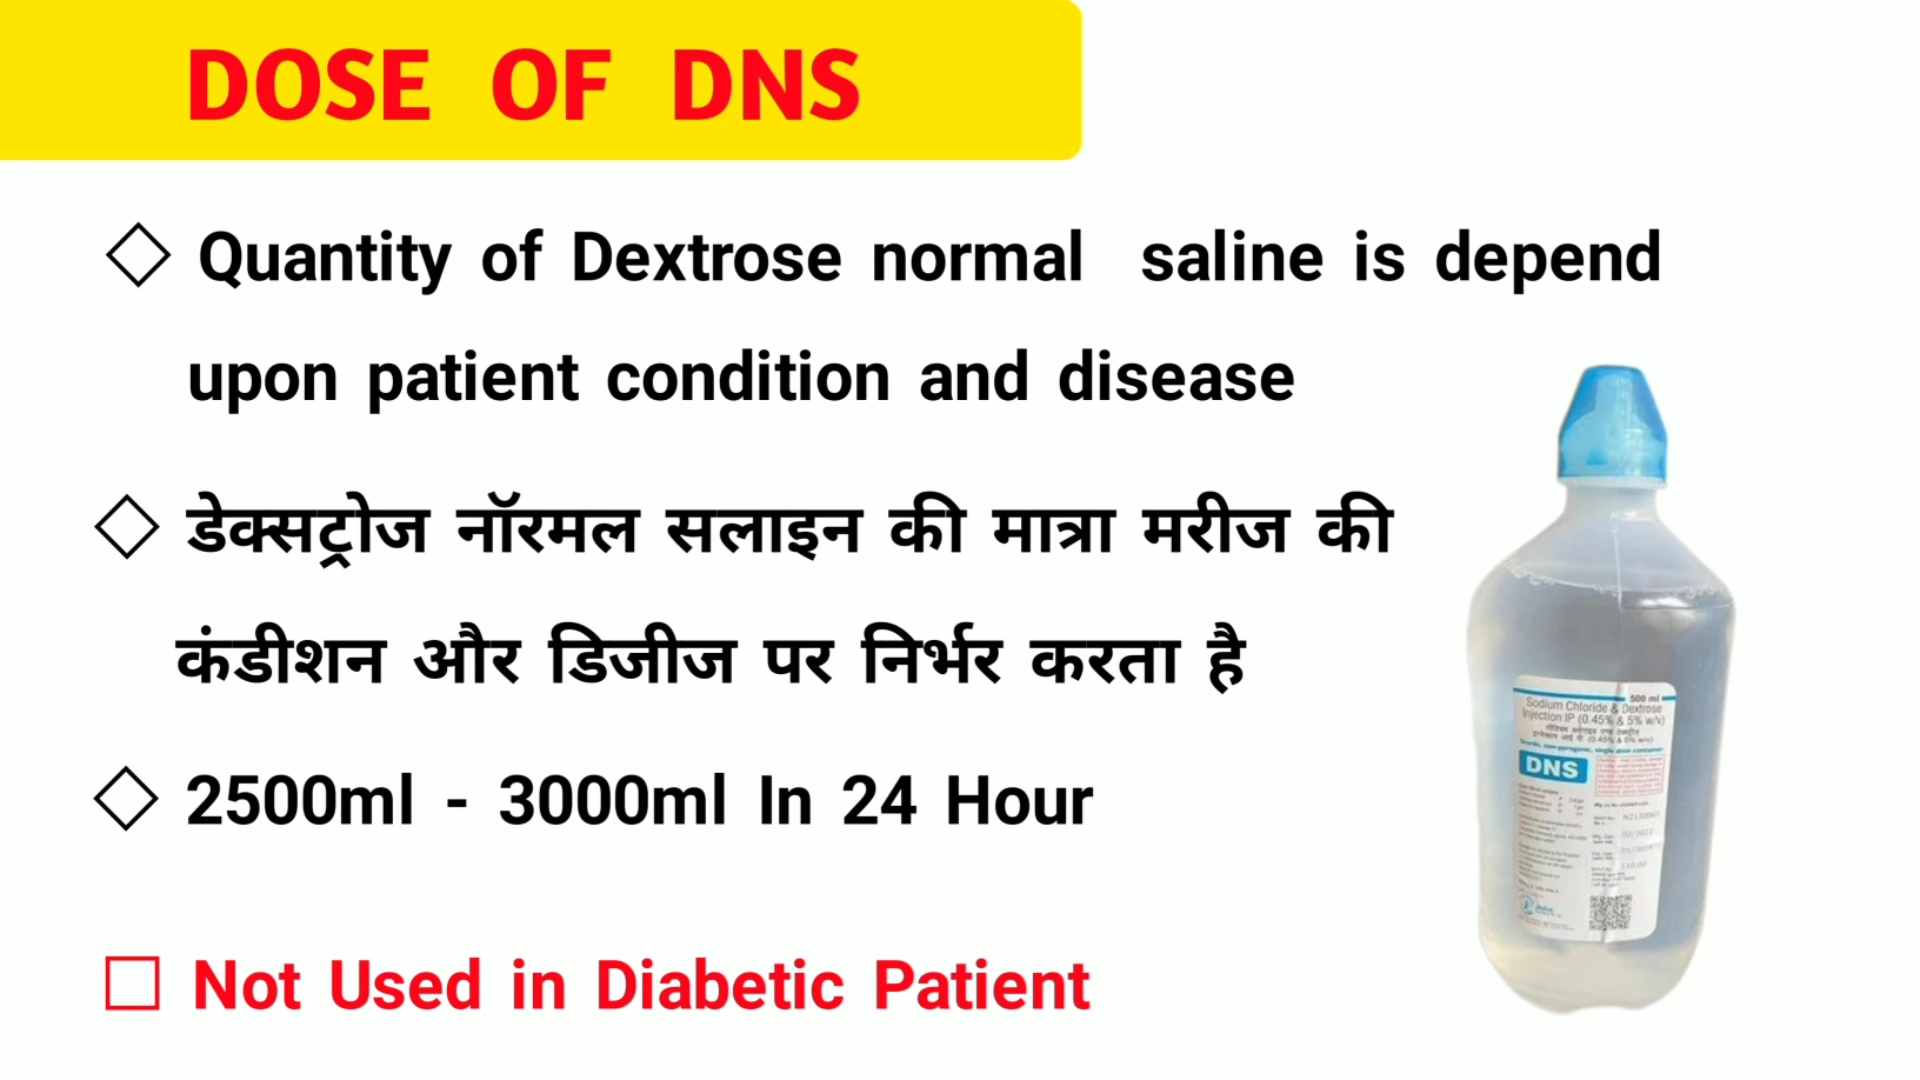 DOSE OF DNS
Quantity of Dextrose normal saline is depend
upon patient condition and disease
डेक्सट्रोज नॉरमल सलाइन की मात्रा मरीज की
कंडीशन और डिजीज पर निर्भर करता है
2500ml - 3000ml In 24 Hour
Not Used in Diabetic Patient
500 ml
Sodium Chloride & Dextrose
Injection IP (0.45% & 5% w/v)
DNS